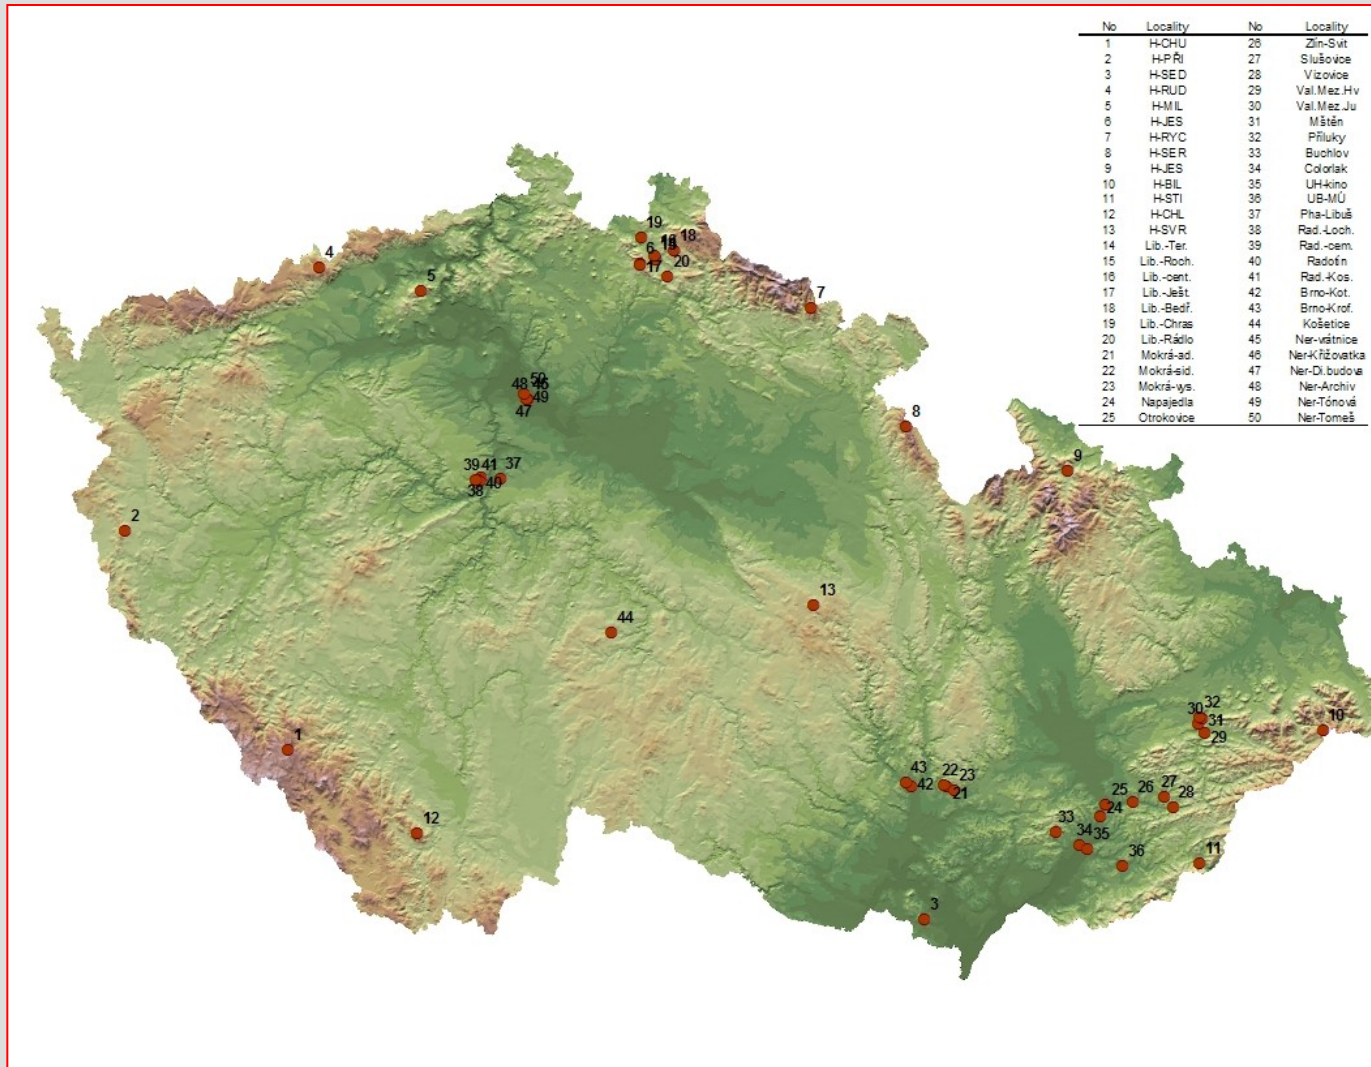 No Locality No Locality
1 H-CHU 26 Zlín-Svit
2 H-PŘI 27 Slušovice
3 H-SED 28 Vizovice
4 H-RUD 29 Val.Mez.Hv
5 H-MIL 30 Val.Mez.Ju
6 H-JES 31 Mštěn
7 H-RYC 32 Příluky
8 H-SER 33 Buchlov
9 H-JES 34 Colorlak
10 H-BIL 35 UH-kino
11 H-STI 36 UB-MÚ
12 H-CHL 37 Pha-Libuš
13 H-SVR 38 Rad.-Loch.
14 Lib.-Ter. 39 Rad.-cem.
15 Lib.-Roch. 40 Radotín
16 Lib.-cent. 41 Rad.-Kos.
17 Lib.-Ješt. 42 Brno-Kot.
18 Lib.-Bedř. 43 Brno-Krof.
19 Lib.-Chras 44 Košetice
20 Lib.-Rádlo 45 Ner-vrátnice
21 Mokrá-ad. 46 Ner-Křižovatka
22 Mokrá-sid. 47 Ner-Di.budova
23 Mokrá-vys. 48 Ner-Archiv
24 Napajedla 49 Ner-Tónová
25 Otrokovice 50 Ner-Tomeš
19
18
6
4
17 20
5
7
50
48
49
47
8
39 41 37
38 40
9
2
13
44
32
30 31
10
29
1
43 22 23
42 21
27
25 26
28
24
12
33
34 35
36 11
3